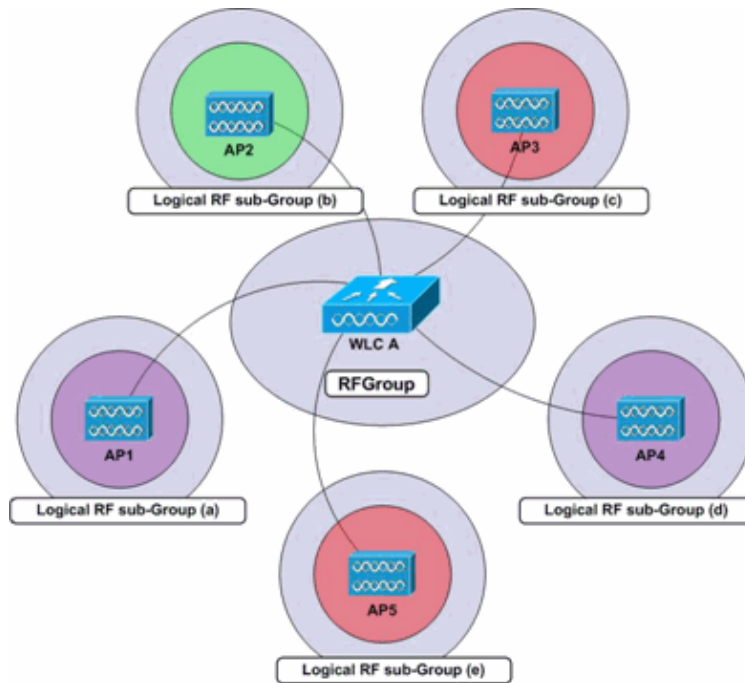 AP2
Logical RF sub-Group (b)
AP3
Logical RF sub-Group (c)
WLC A
RFGroup
AP1
Logical RF sub-Group (a)
AP4
Logical RF sub-Group (d)
AP5
Logical RF sub-Group (e)